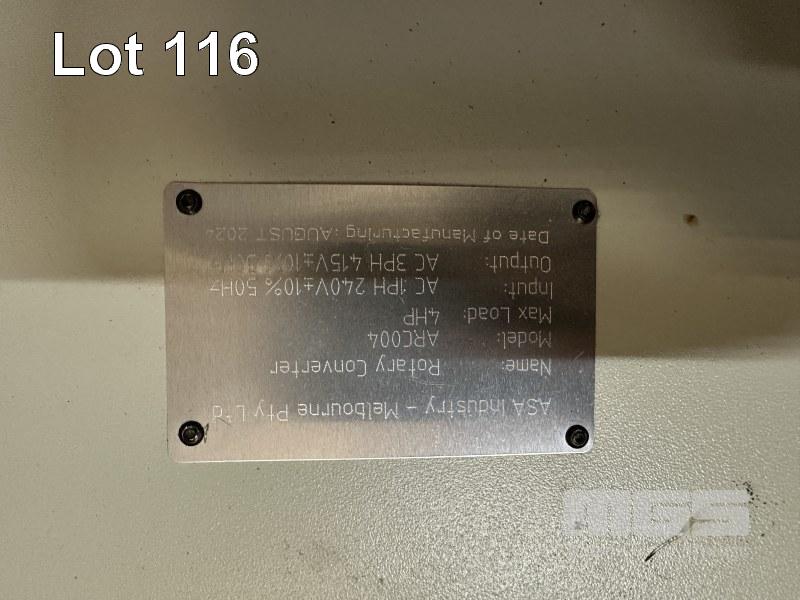 Lot 116
ASA Industry - Melbourne Pty Ltd
Name: Rotary Converter
Model: ARC004
Max Load: 4HP
Input: AC 1PH 240V±10% 50Hz
Output: AC 3PH 415V±10%
Date of Manufacturing: AUGUST 2024
MGS